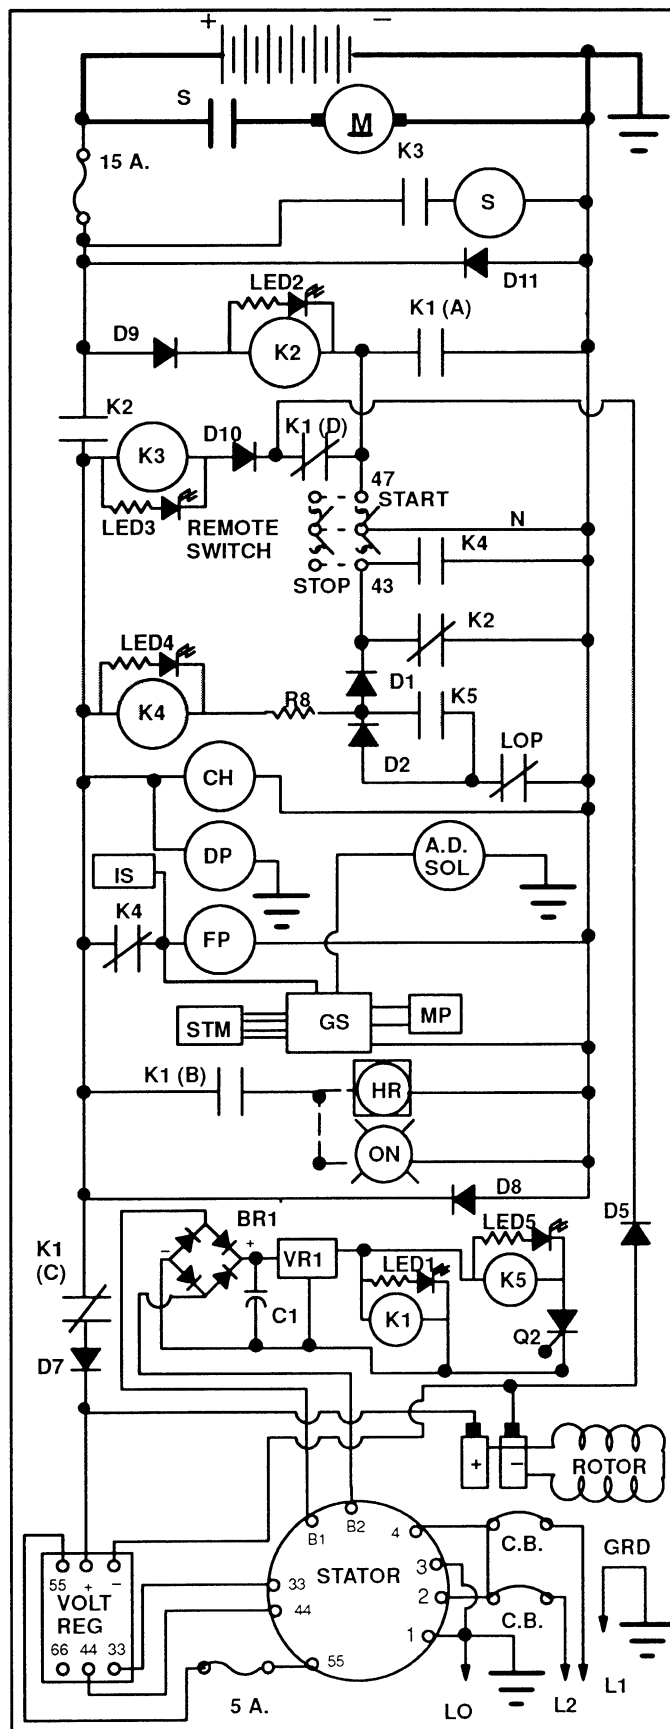 + −
S
M
K3
15 A.
S
D11
LED2
K1 (A)
D9
K2
K2
D10
K1 (D)
K3
47
START
LED3
REMOTE
SWITCH
N
K4
STOP
43
K2
LED4
D1
R8
K5
K4
D2
LOP
CH
A.D.
SOL
DP
IS
K4
FP
STM
GS
MP
K1 (B)
HR
ON
D8
D5
BR1
LED5
K1
(C)
−
+
VR1
LED1
K5
C1
K1
Q2
D7
+
−
ROTOR
B1
B2
4
C.B.
GRD
55
+
−
33
STATOR
3
VOLT
REG
44
2
C.B.
66
44
33
1
55
5 A.
LO
L2
L1